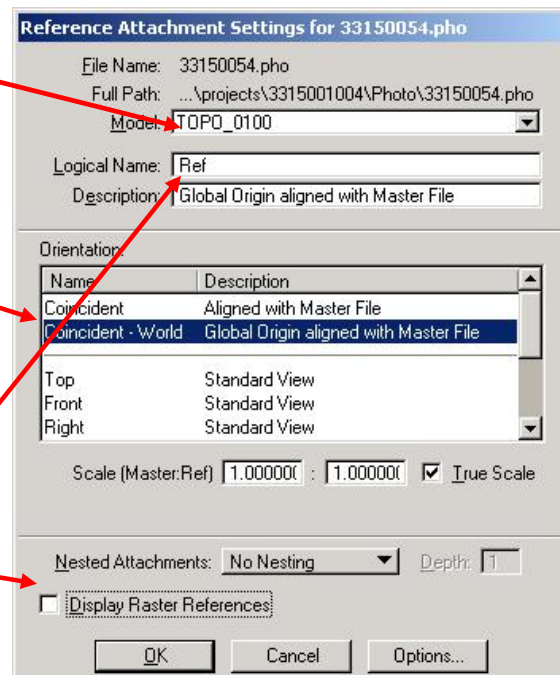 Reference Attachment Settings for 33150054.pho
File Name: 33150054.pho
Full Path: ...\projects\3315001004\Photo\33150054.pho
Model: TOPO_0100
Logical Name: Ref
Description: Global Origin aligned with Master File
Orientation:
Name Description
Coincident Aligned with Master File
Coincident - World Global Origin aligned with Master File
Top Standard View
Front Standard View
Right Standard View
Scale (Master:Ref) 1.000000 : 1.000000 True Scale
Nested Attachments: No Nesting Depth: 1
Display Raster References
OK Cancel Options...